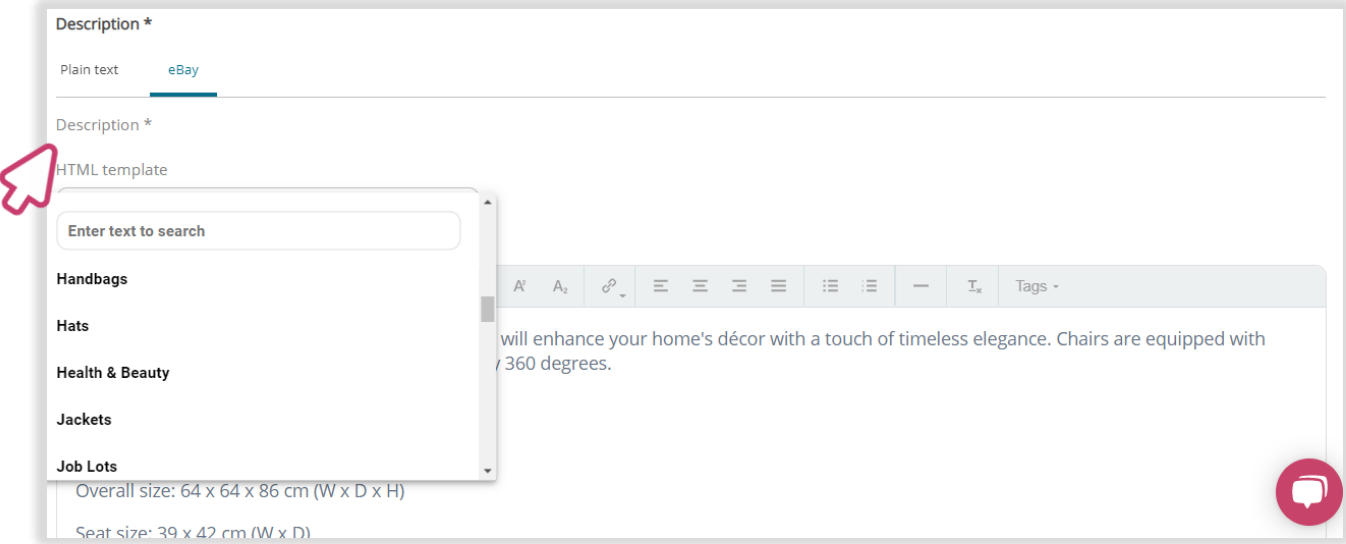 Description *
Plain text eBay
Description *
HTML template
Enter text to search
Handbags
Hats
Health & Beauty
Jackets
Job Lots
Tags
will enhance your home's décor with a touch of timeless elegance. Chairs are equipped with
360 degrees.
Overall size: 64 x 64 x 86 cm (W x D x H)
Seat size: 39 x 42 cm (W x D)